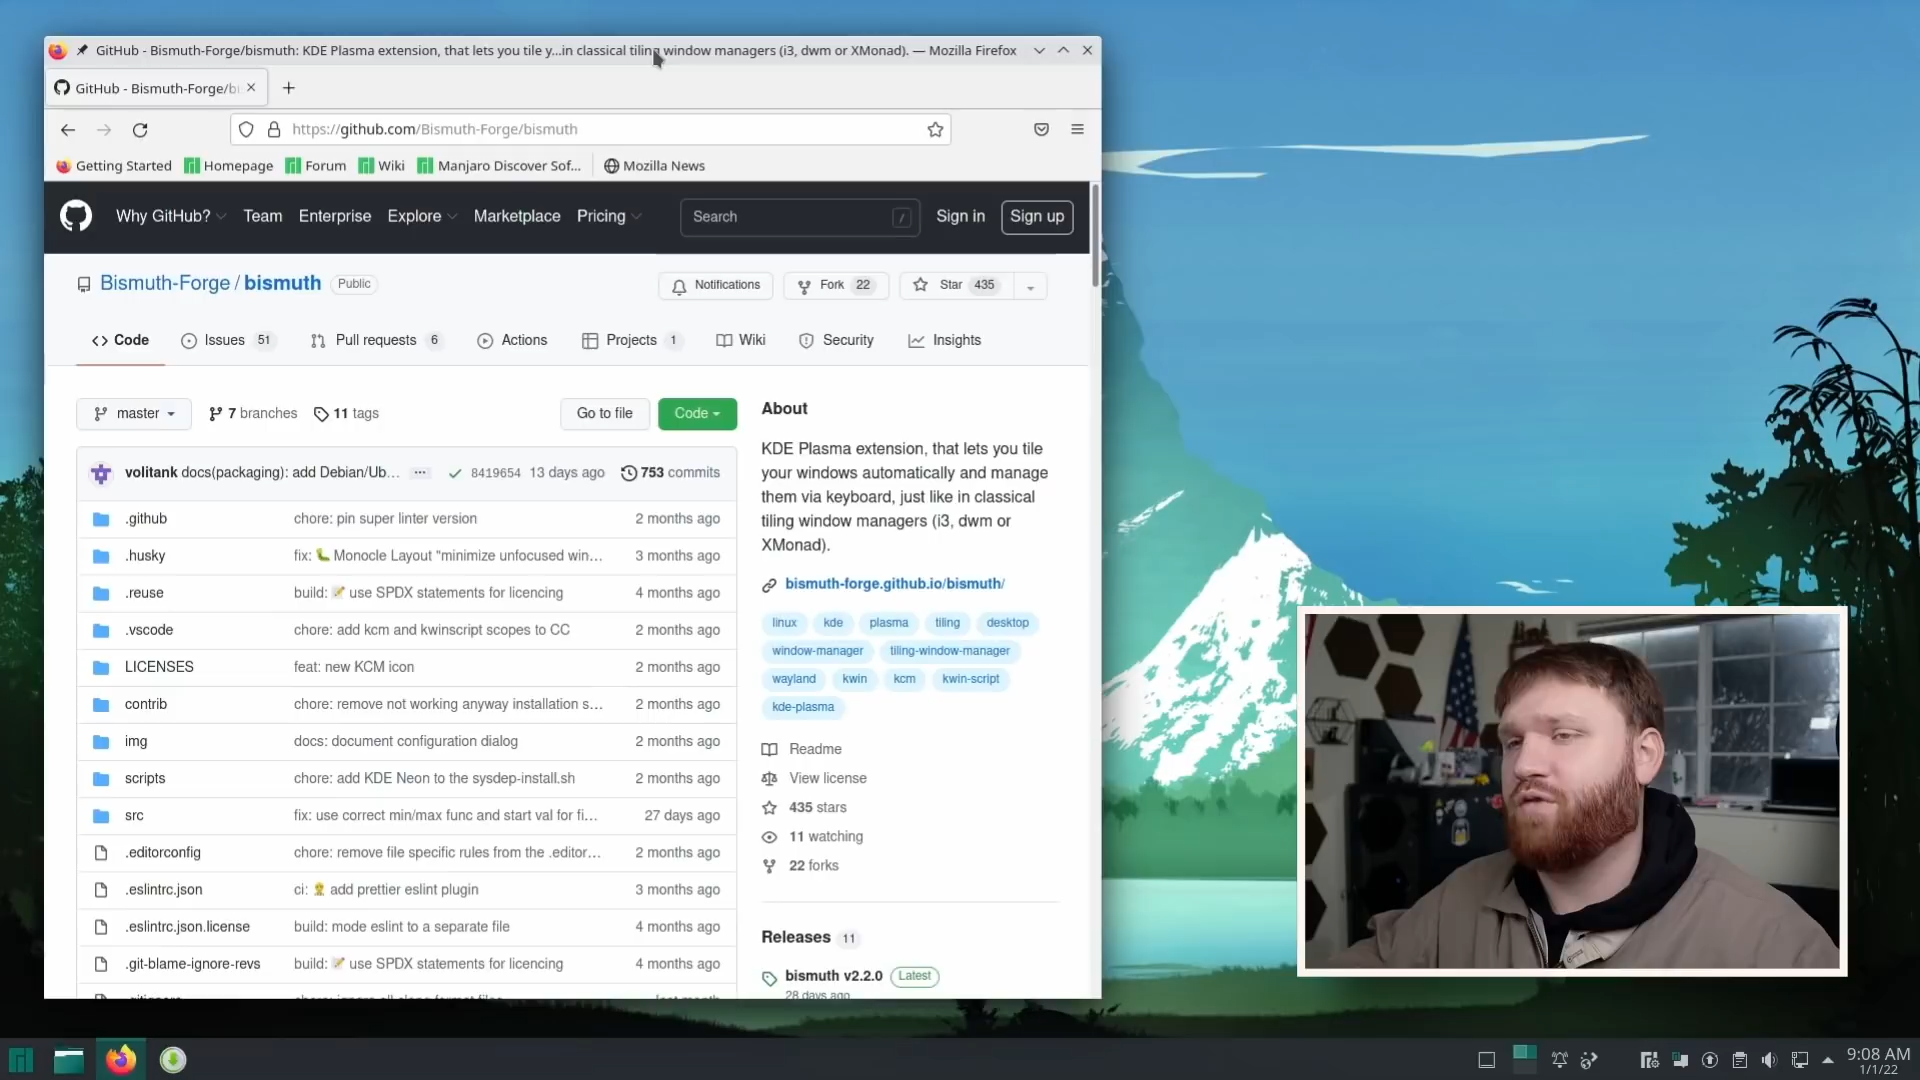 GitHub - Bismuth-Forge/bismuth: KDE Plasma extension, that lets you tile y...in classical tiling window managers (i3, dwm or XMonad). — Mozilla Firefox
GitHub - Bismuth-Forge/bi
https://github.com/Bismuth-Forge/bismuth
Getting Started Homepage Forum Wiki Manjaro Discover Sof... Mozilla News
Why GitHub? Team Enterprise Explore Marketplace Pricing Search / Sign in Sign up
Bismuth-Forge / bismuth Public Notifications Fork 22 Star 435
Code Issues 51 Pull requests 6 Actions Projects 1 Wiki Security Insights
master 7 branches 11 tags Go to file Code
volitank docs(packaging): add Debian/Ub... ... 8419654 13 days ago 753 commits
.github chore: pin super linter version 2 months ago
.husky fix: 🐛 Monocle Layout "minimize unfocused win... 3 months ago
.reuse build: 📝 use SPDX statements for licencing 4 months ago
.vscode chore: add kcm and kwinscript scopes to CC 2 months ago
LICENSES feat: new KCM icon 2 months ago
contrib chore: remove not working anyway installation s... 2 months ago
img docs: document configuration dialog 2 months ago
scripts chore: add KDE Neon to the sysdep-install.sh 2 months ago
src fix: use correct min/max func and start val for fi... 27 days ago
.editorconfig chore: remove file specific rules from the .editor... 2 months ago
.eslintrc.json ci: 👷 add prettier eslint plugin 3 months ago
.eslintrc.json.license build: mode eslint to a separate file 4 months ago
.git-blame-ignore-revs build: 📝 use SPDX statements for licencing 4 months ago
About
KDE Plasma extension, that lets you tile
your windows automatically and manage
them via keyboard, just like in classical
tiling window managers (i3, dwm or
XMonad).
bismuth-forge.github.io/bismuth/
linux kde plasma tiling desktop
window-manager tiling-window-manager
wayland kwin kcm kwin-script
kde-plasma
Readme
View license
435 stars
11 watching
22 forks
Releases 11
bismuth v2.2.0 Latest
28 days ago
9:08 AM
1/1/22